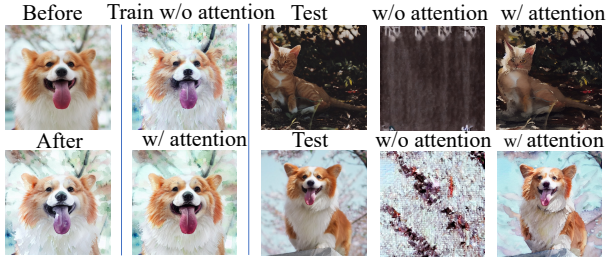 Before Train w/o attention Test w/o attention w/ attention
After w/ attention Test w/o attention w/ attention